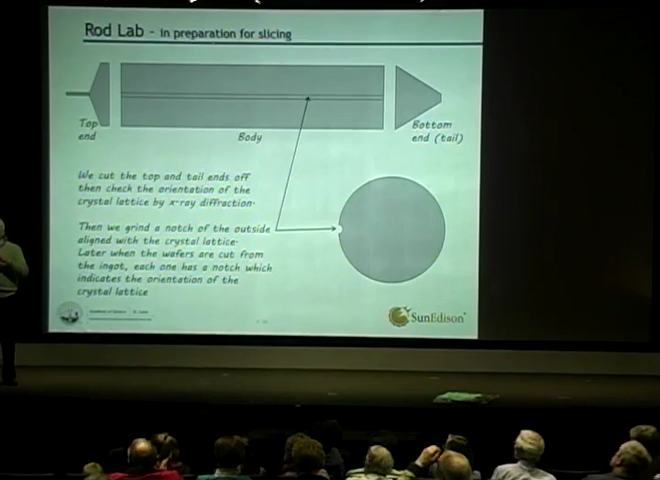 Rod Lab - in preparation for slicing
Top
end
Body
Bottom
end (tail)
We cut the top and tail ends off
then check the orientation of the
crystal lattice by x-ray diffraction.
Then we grind a notch of the outside
aligned with the crystal lattice.
Later when the wafers are cut from
the ingot, each one has a notch which
indicates the orientation of the
crystal lattice
SunEdison